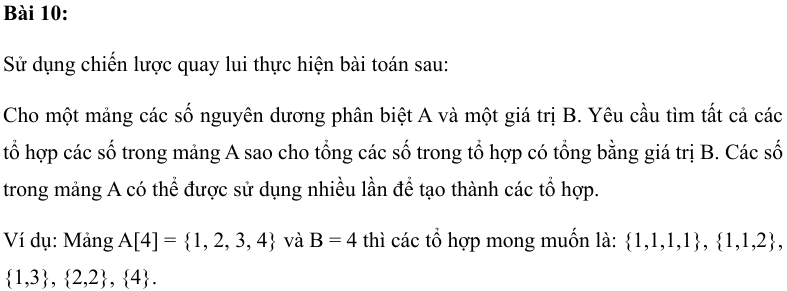 Bài 10:
Sử dụng chiến lược quay lui thực hiện bài toán sau:
Cho một mảng các số nguyên dương phân biệt A và một giá trị B. Yêu cầu tìm tất cả các
tổ hợp các số trong mảng A sao cho tổng các số trong tổ hợp có tổng bằng giá trị B. Các số
trong mảng A có thể được sử dụng nhiều lần để tạo thành các tổ hợp.
Ví dụ: Mảng A[4] = {1, 2, 3, 4} và B = 4 thì các tổ hợp mong muốn là: {1,1,1,1}, {1,1,2},
{1,3}, {2,2}, {4}.